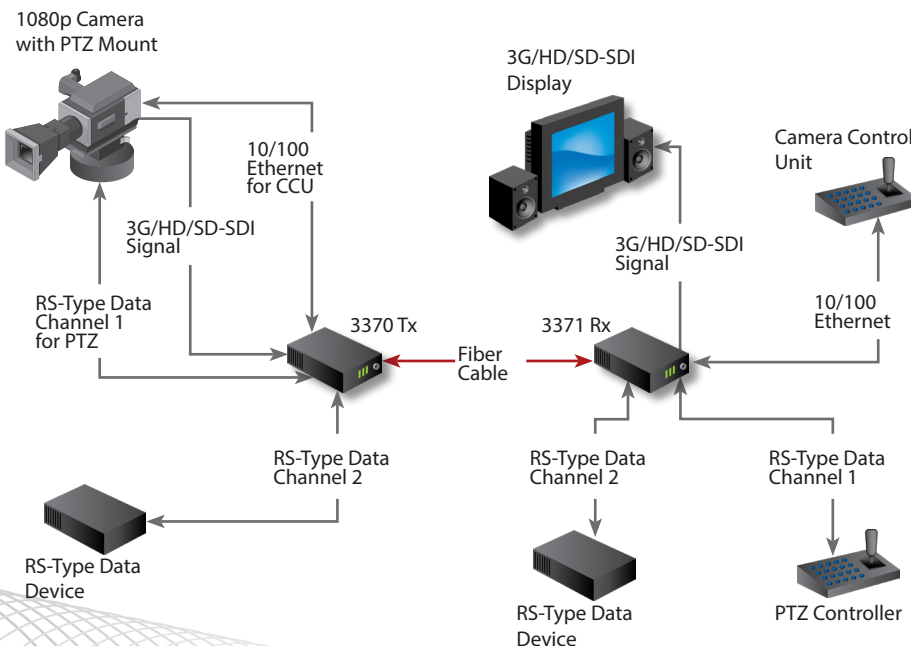 1080p Camera
with PTZ Mount
3G/HD/SD-SDI
Display
Camera Control
Unit
10/100
Ethernet
for CCU
3G/HD/SD-SDI
Signal
3G/HD/SD-SDI
Signal
RS-Type Data
Channel 1
for PTZ
10/100
Ethernet
3370 Tx
3371 Rx
Fiber
Cable
RS-Type Data
Channel 2
RS-Type Data
Channel 2
RS-Type Data
Channel 1
RS-Type Data
Device
RS-Type Data
Device
PTZ Controller